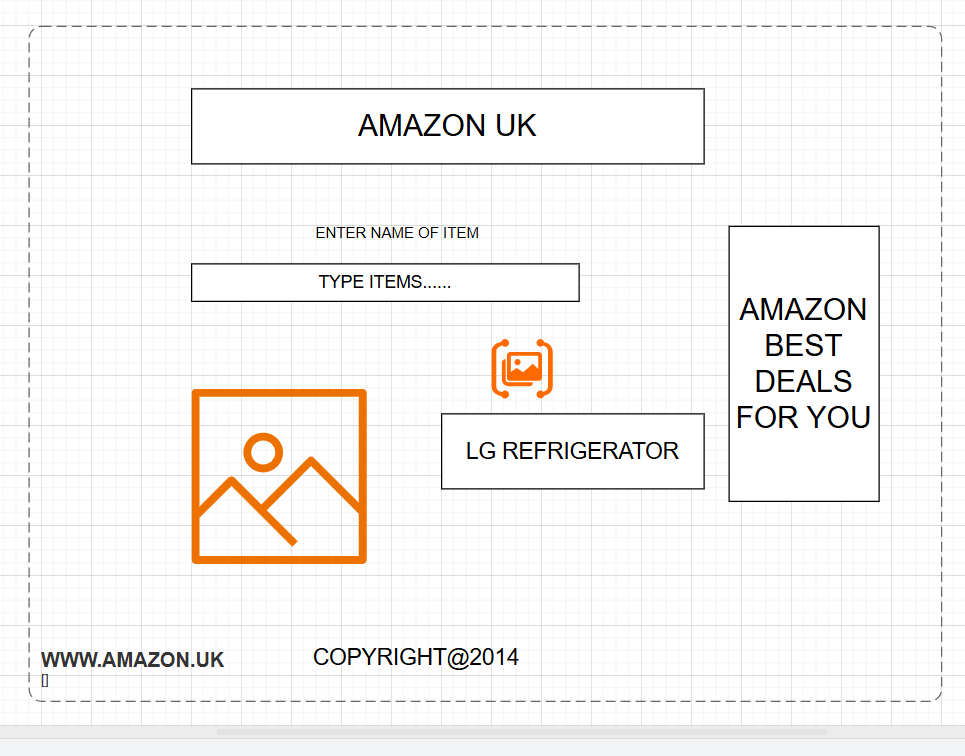 AMAZON UK
ENTER NAME OF ITEM
TYPE ITEMS......
AMAZON
BEST
DEALS
FOR YOU
LG REFRIGERATOR
WWW.AMAZON.UK
[]
COPYRIGHT@2014